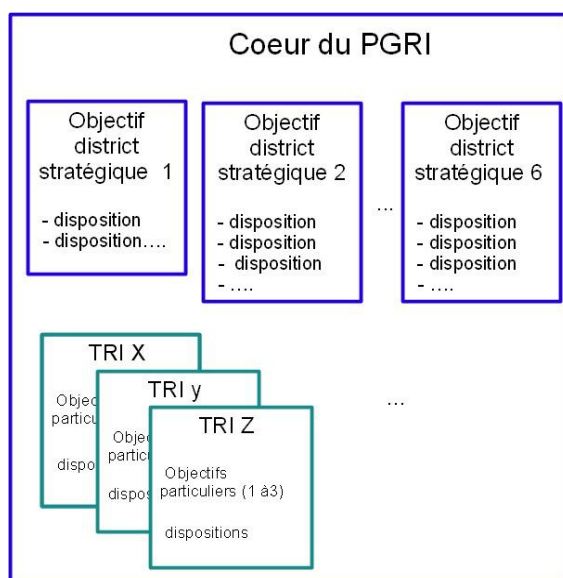 Coeur du PGRI
Objectif
district
stratégique 1
- disposition
- disposition….
Objectif
district
stratégique 2
- disposition
- disposition
- disposition
- ....
...
Objectif
district
stratégique 6
- disposition
- disposition
- disposition
- ....
TRI X
TRI y
TRI Z
Objectifs
particuliers (1 à3)
dispositions
...